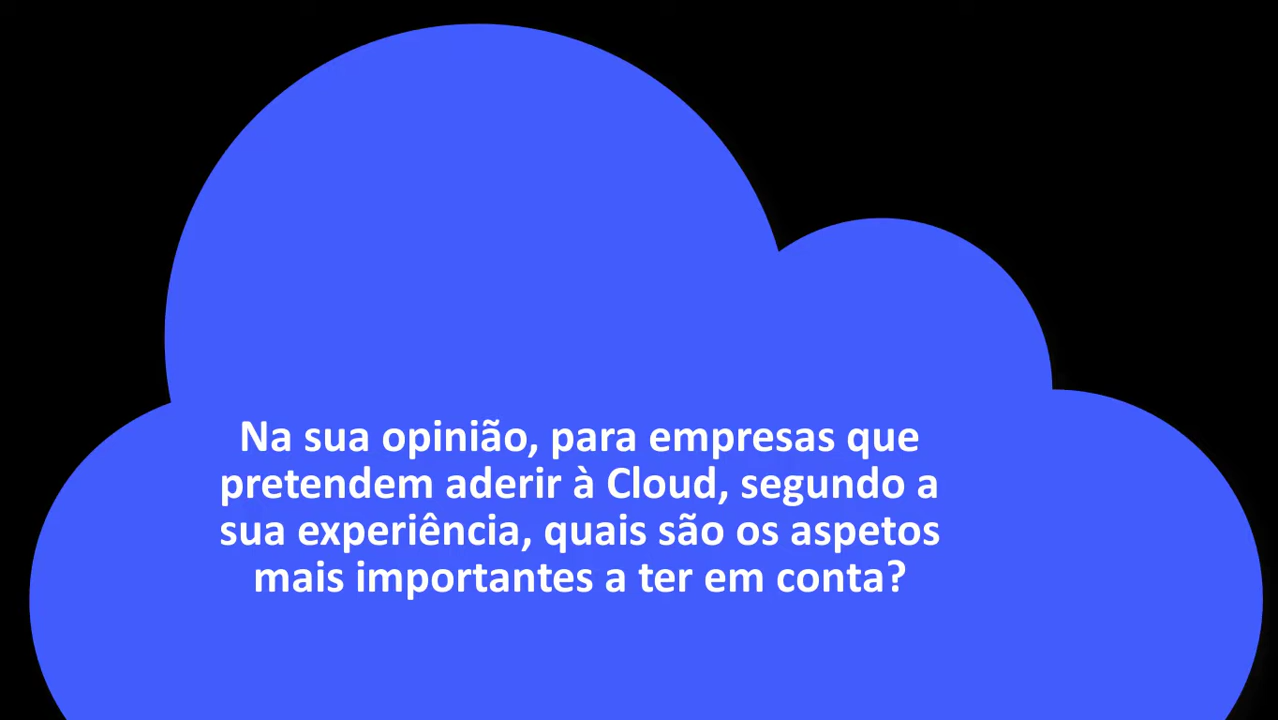 Na sua opinião, para empresas que
pretendem aderir à Cloud, segundo a
sua experiência, quais são os aspetos
mais importantes a ter em conta?